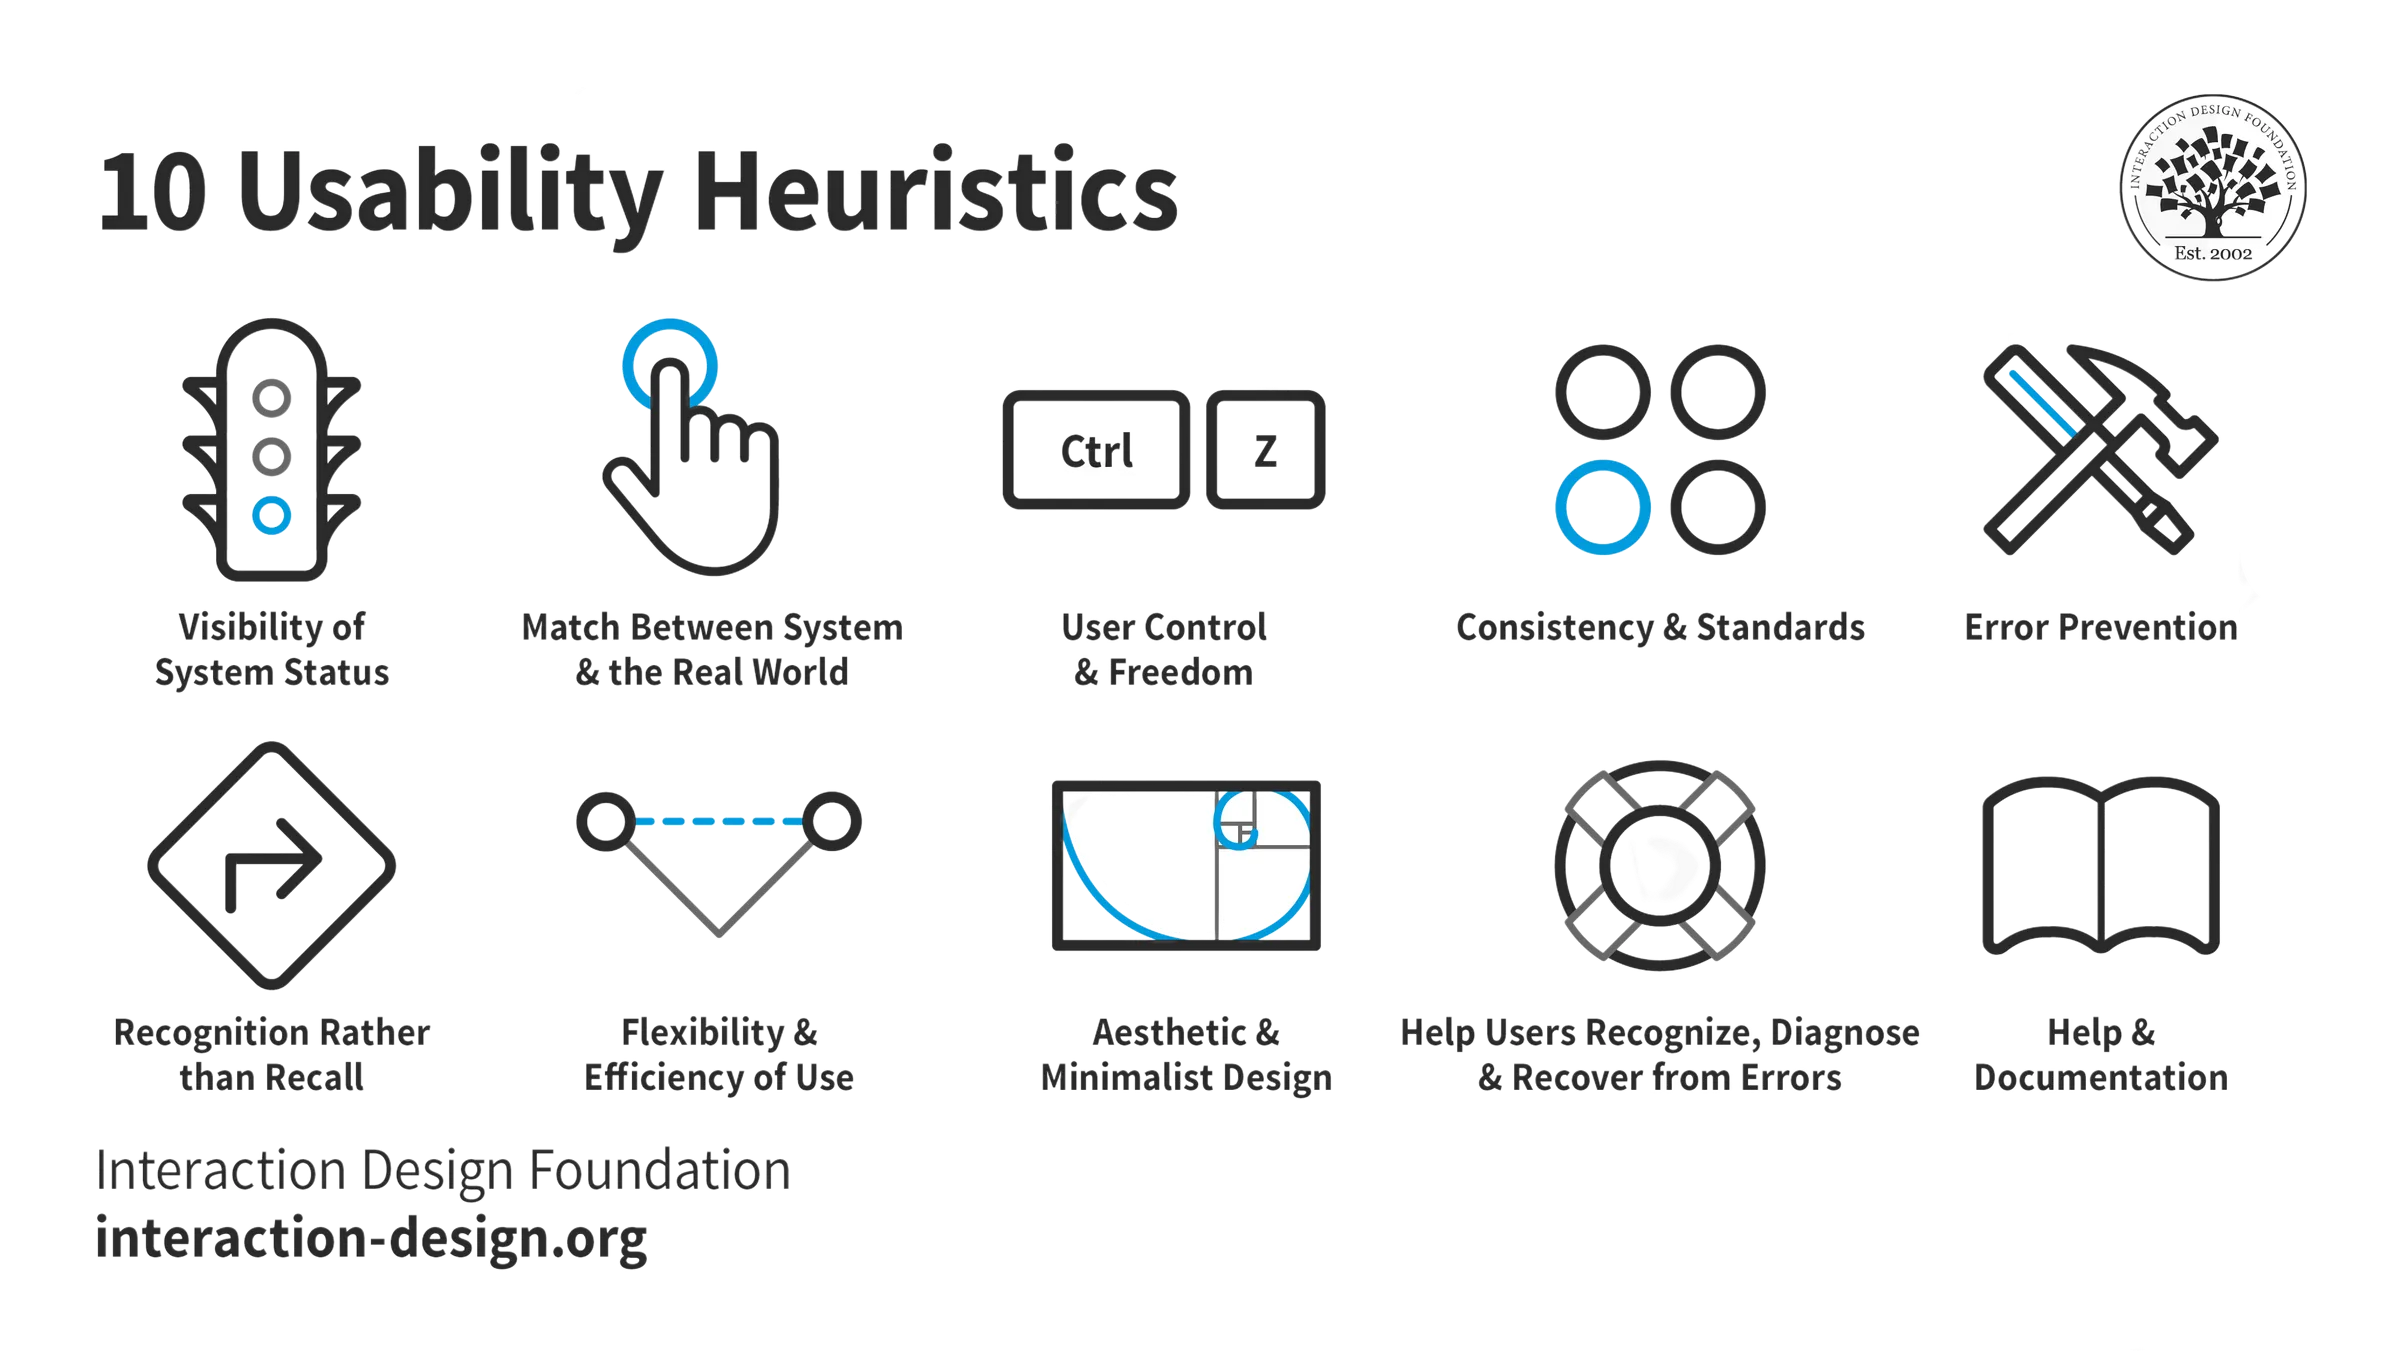 10 Usability Heuristics
INTERACTION DESIGN FOUNDATION
Est. 2002
Ctrl
Z
Visibility of
System Status
Match Between System
& the Real World
User Control
& Freedom
Consistency & Standards
Error Prevention
Recognition Rather
than Recall
Flexibility &
Efficiency of Use
Aesthetic &
Minimalist Design
Help Users Recognize, Diagnose
& Recover from Errors
Help &
Documentation
Interaction Design Foundation
interaction-design.org